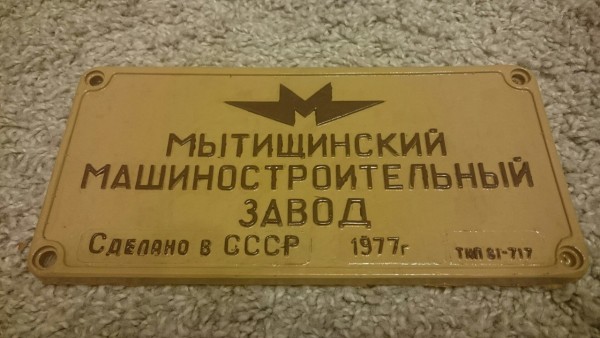 М
МЫТИЩИНСКИЙ
МАШИНОСТРОИТЕЛЬНЫЙ
ЗАВОД
СДЕЛАНО В СССР 1977г ТИП 81-717